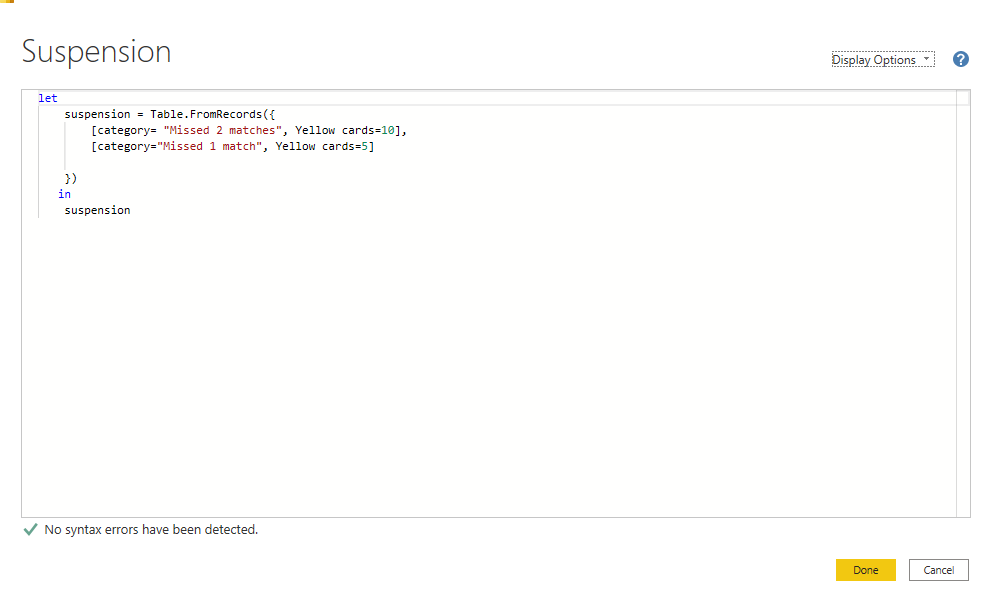 Suspension
Display Options
?
let
suspension = Table.FromRecords({
[category= "Missed 2 matches", Yellow cards=10],
[category="Missed 1 match", Yellow cards=5]
})
in
suspension
No syntax errors have been detected.
Done
Cancel